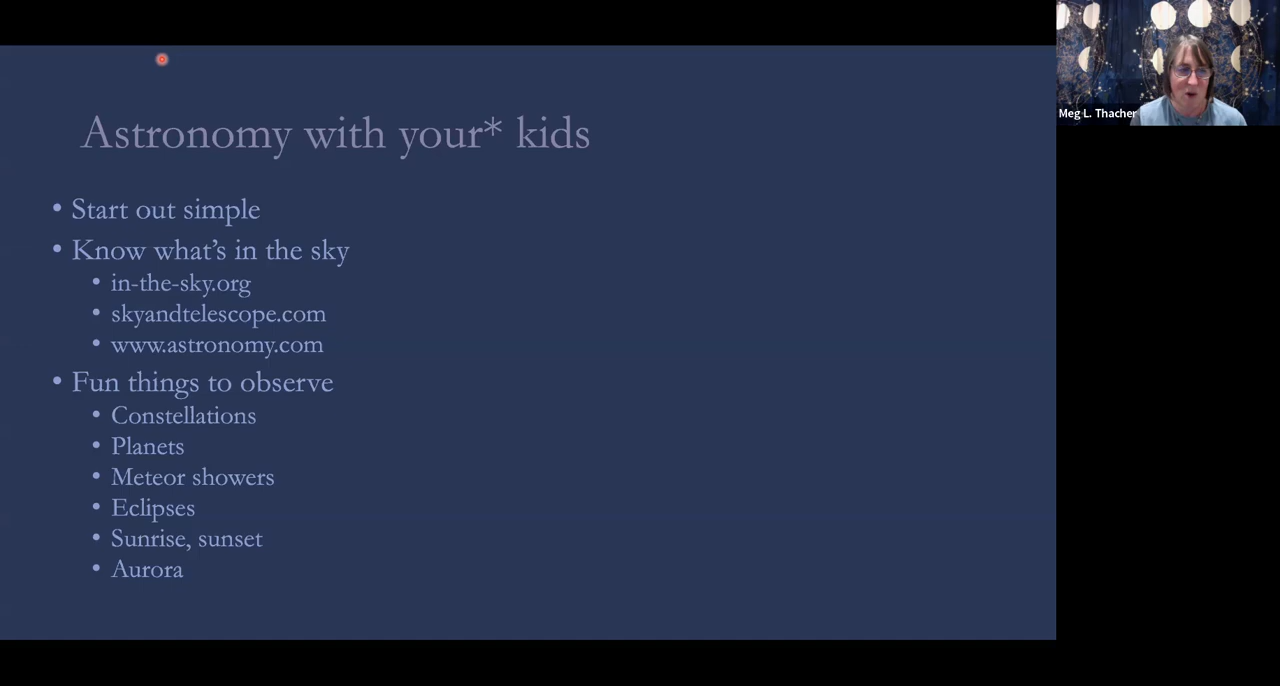 Astronomy with your* kids
• Start out simple
• Know what’s in the sky
• in-the-sky.org
• skyandtelescope.com
• www.astronomy.com
• Fun things to observe
• Constellations
• Planets
• Meteor showers
• Eclipses
• Sunrise, sunset
• Aurora
Meg L. Thacher